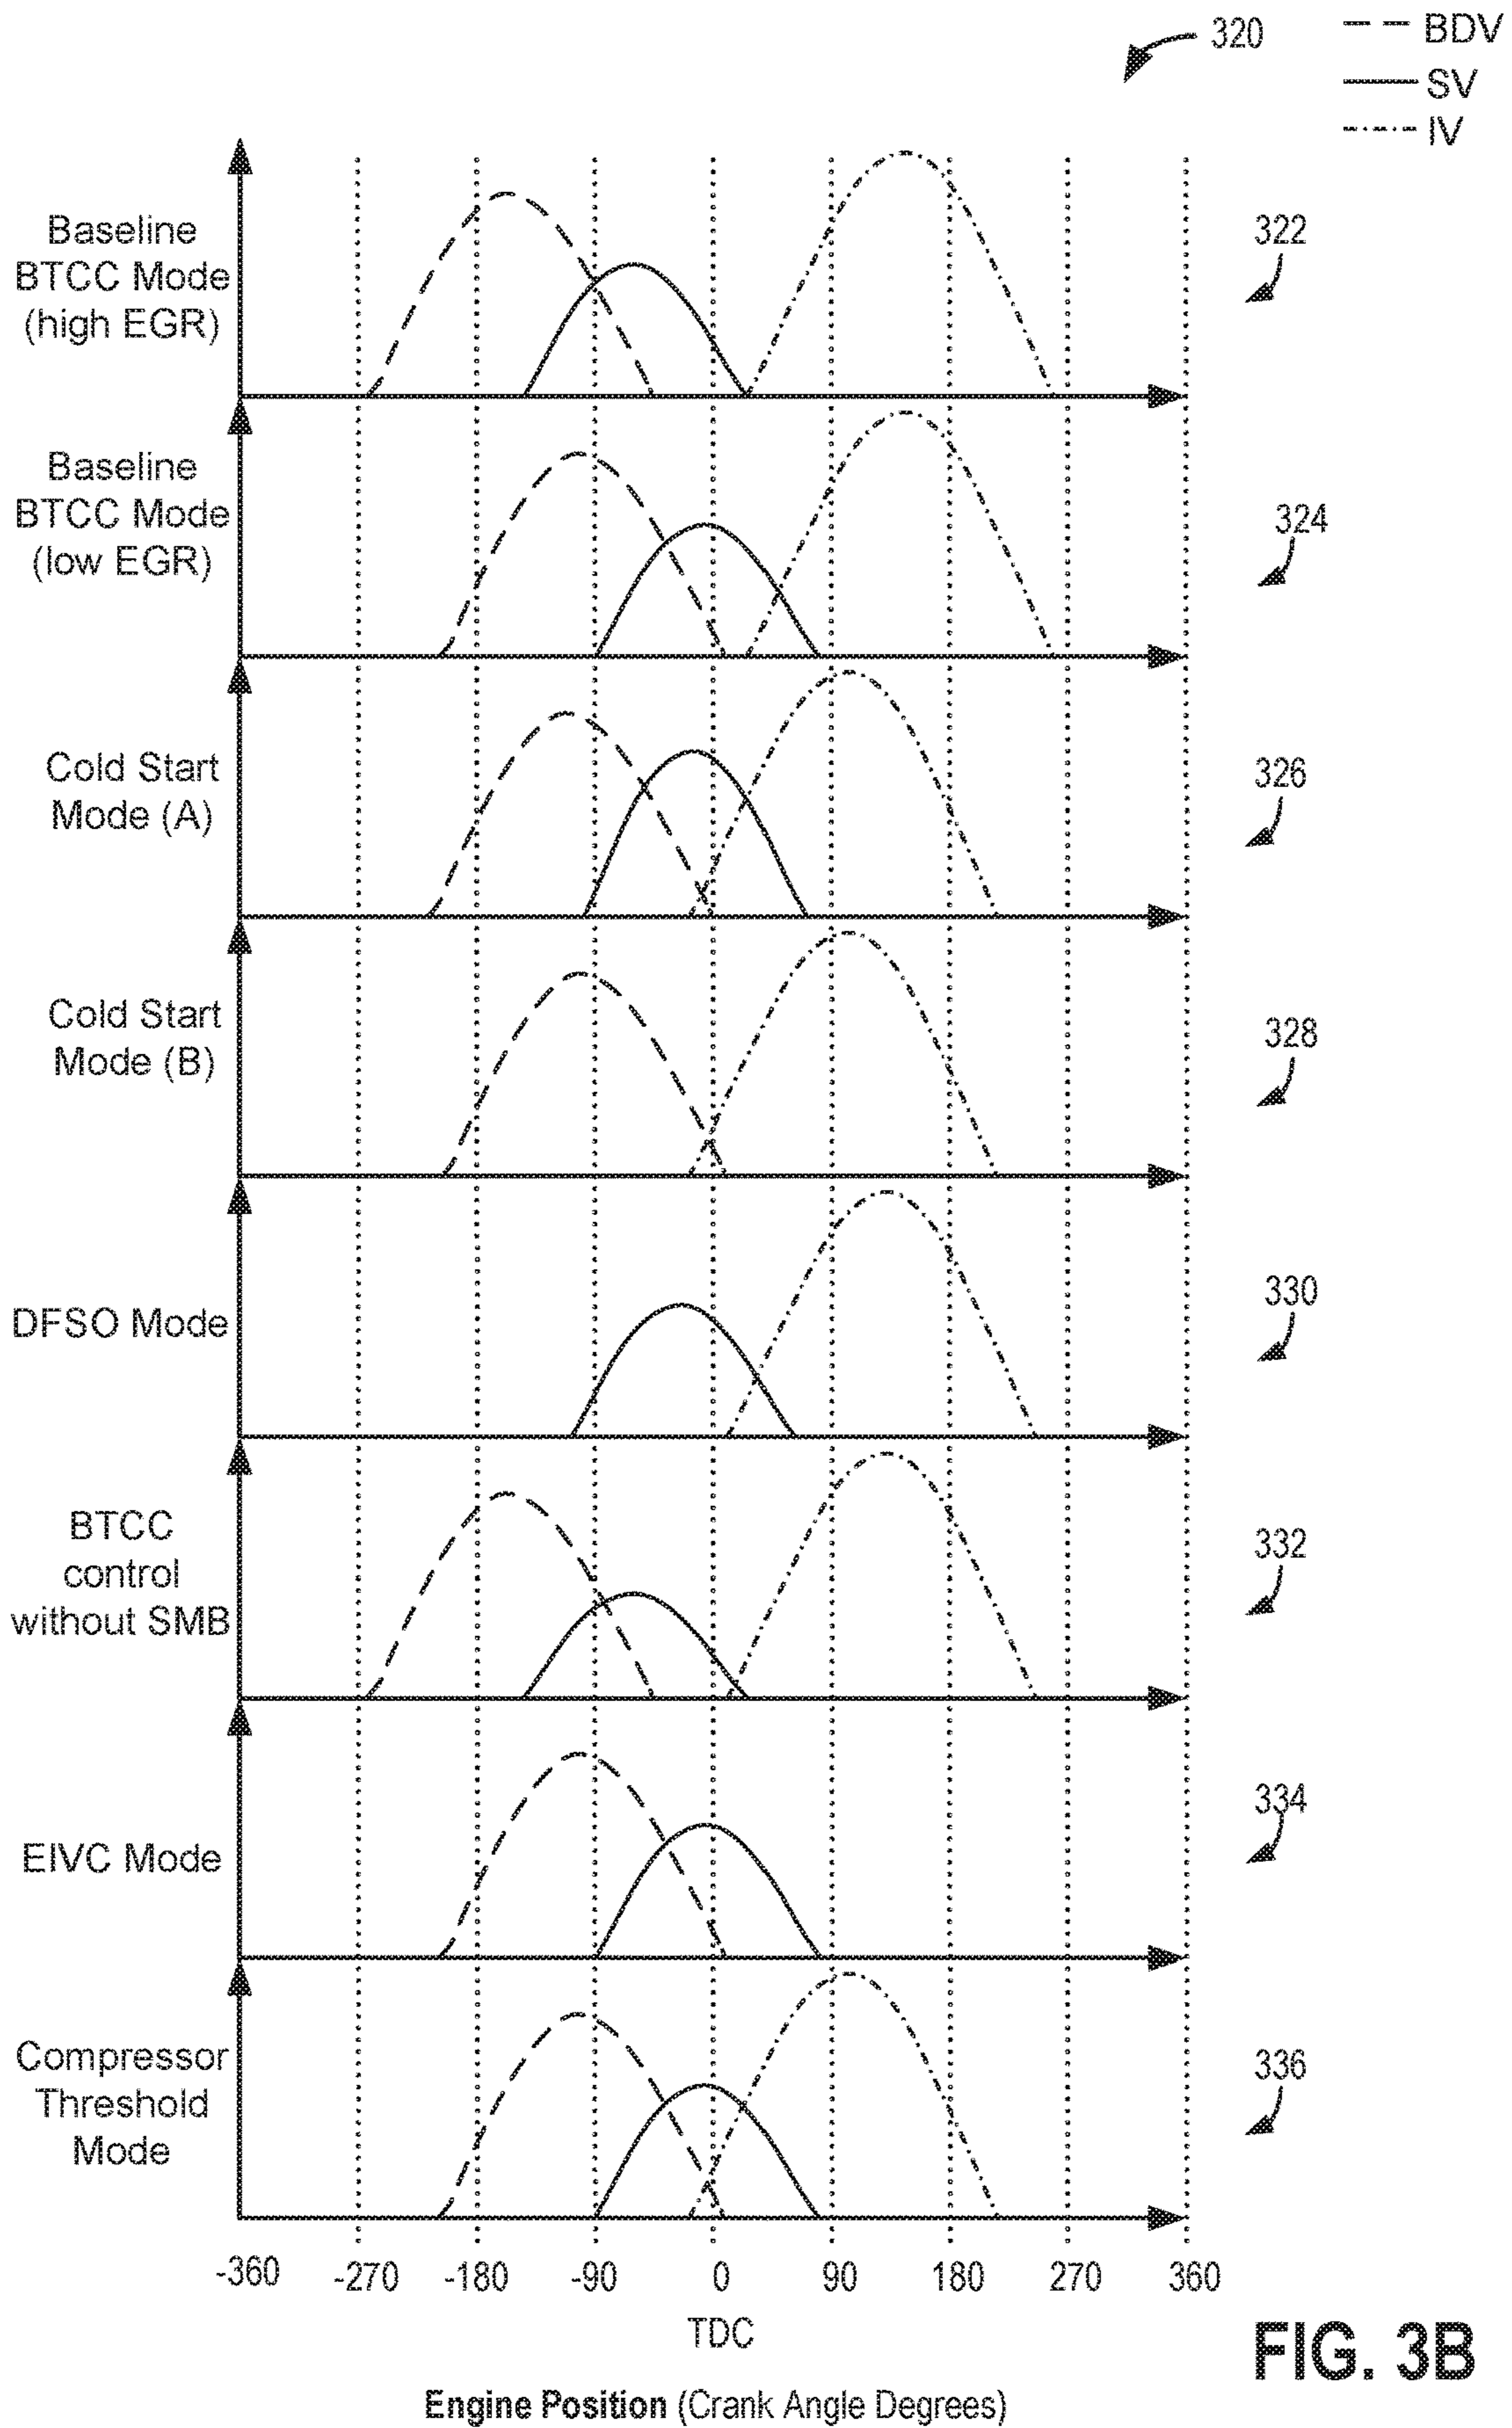 320
BDV
SV
IV
Baseline
BTCC Mode
(high EGR)
322
Baseline
BTCC Mode
(low EGR)
324
Cold Start
Mode (A)
326
Cold Start
Mode (B)
328
DFSO Mode
330
BTCC
control
without SMB
332
EIVC Mode
334
Compressor
Threshold
Mode
336
-360 -270 -180 -90 0 90 180 270 360
TDC
Engine Position (Crank Angle Degrees)
FIG. 3B